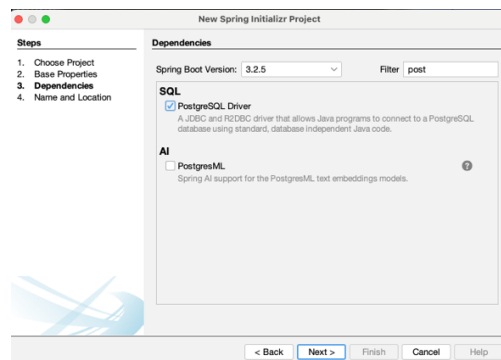 New Spring Initializr Project
Steps
1. Choose Project
2. Base Properties
3. Dependencies
4. Name and Location
Dependencies
Spring Boot Version: 3.2.5 Filter post
SQL
PostgreSQL Driver
A JDBC and R2DBC driver that allows Java programs to connect to a PostgreSQL
database using standard, database independent Java code.
AI
PostgresML
?
Spring AI support for the PostgresML text embeddings models.
< Back Next > Finish Cancel Help